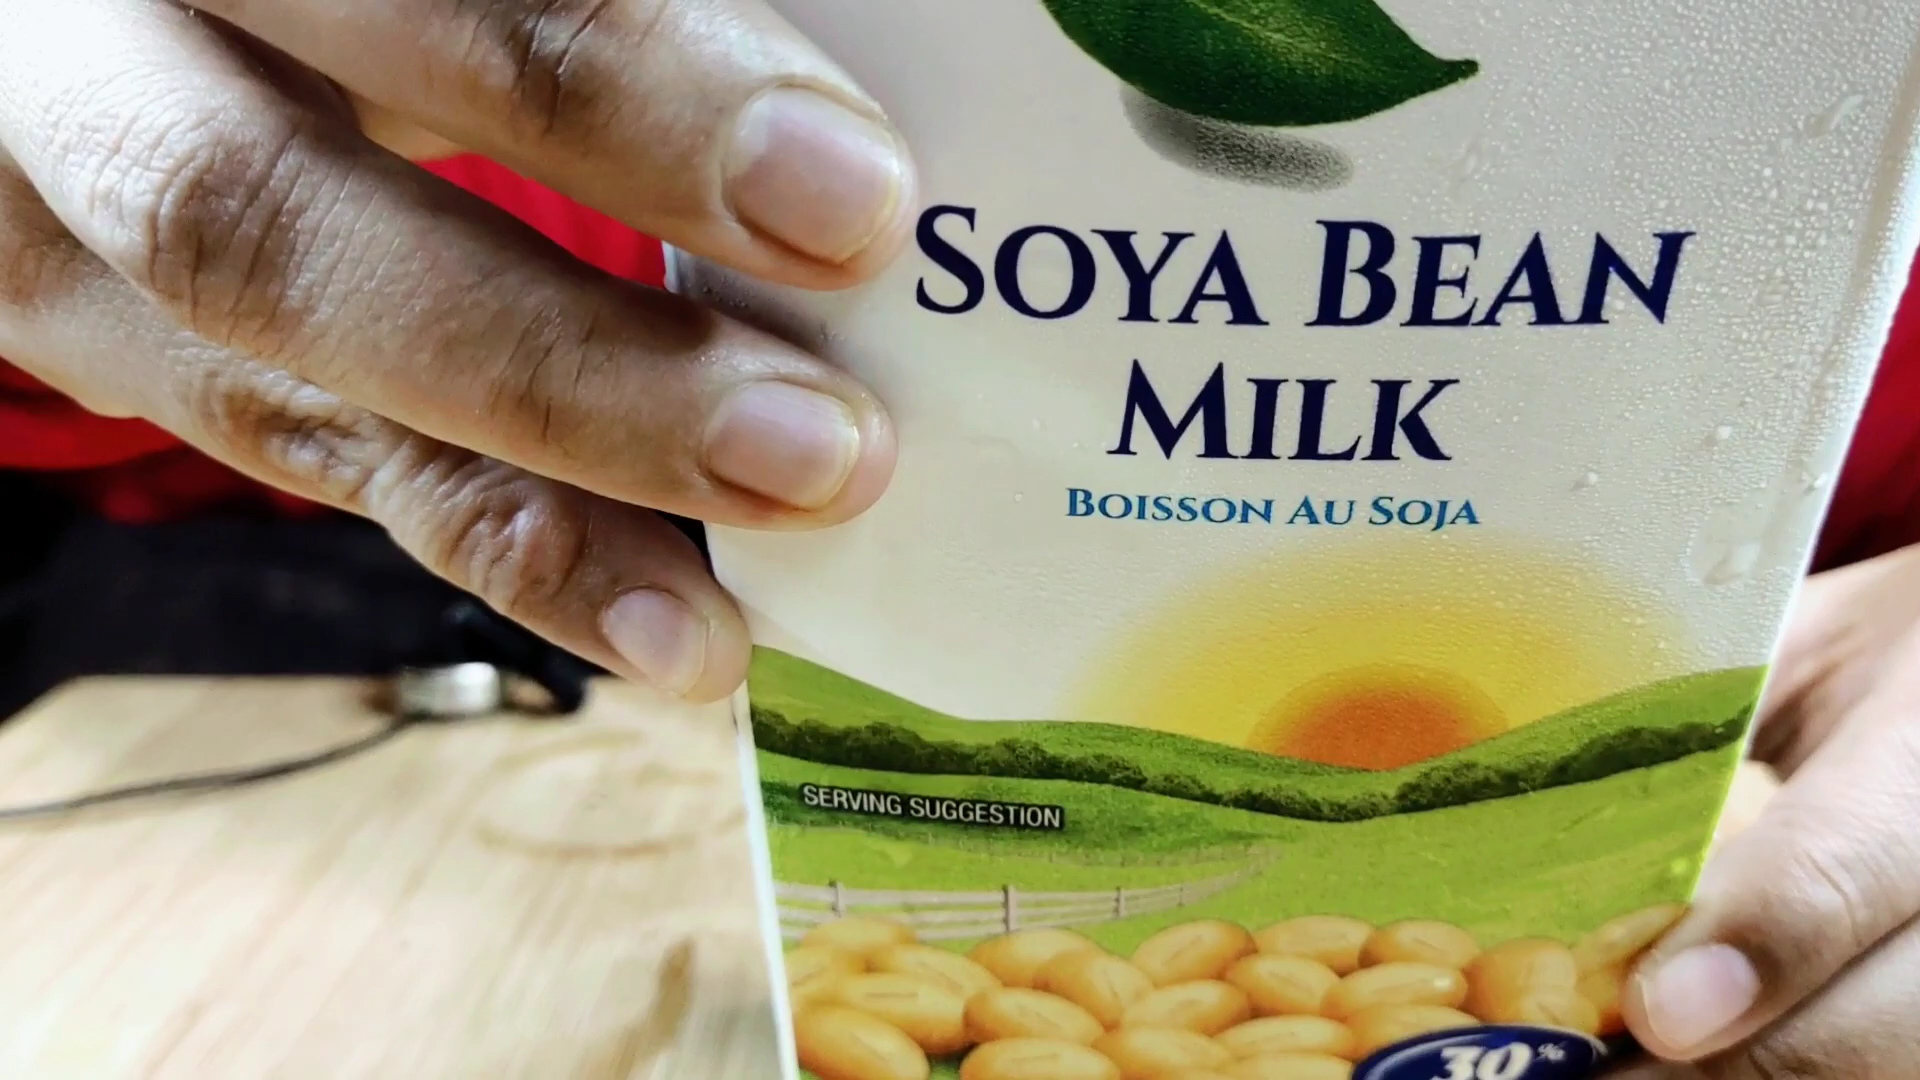 SOYA BEAN
MILK
BOISSON AU SOJA
SERVING SUGGESTION
30%